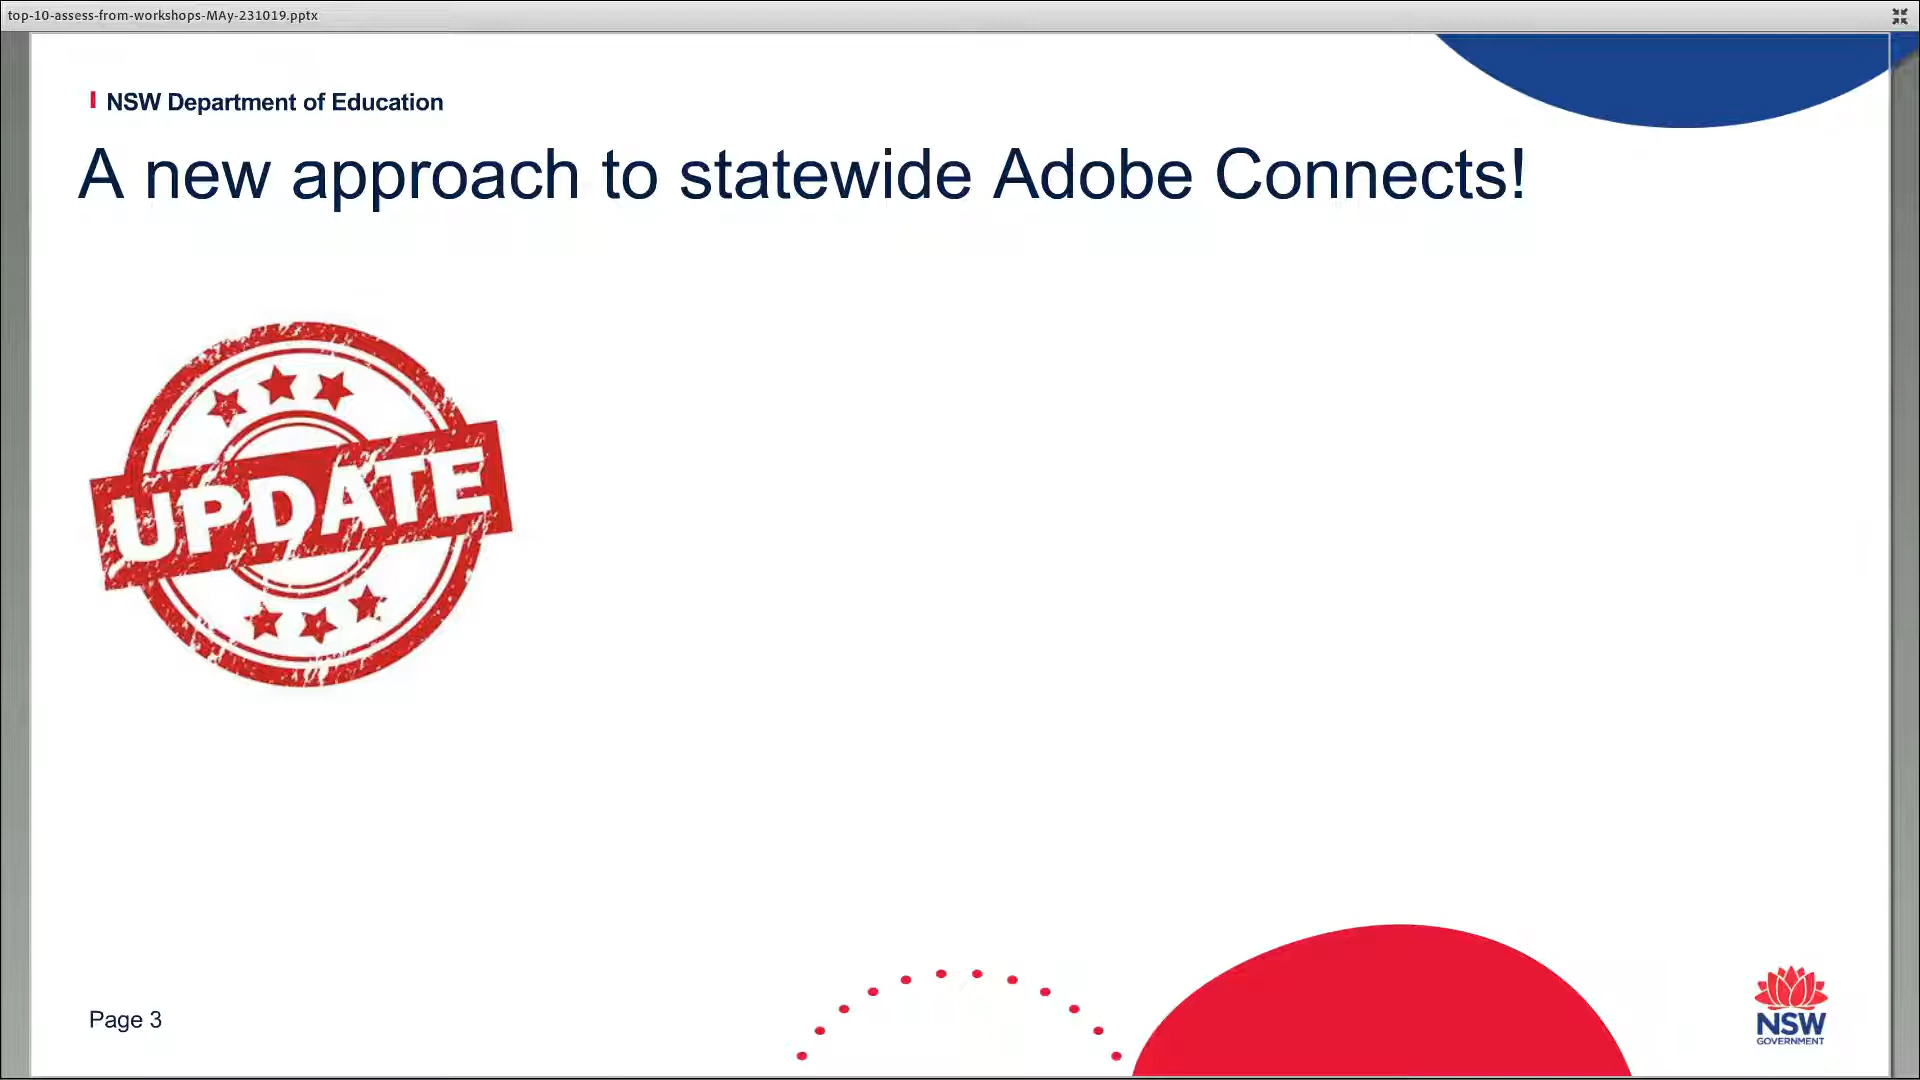 top-10-assess-from-workshops-MAy-231019.pptx
NSW Department of Education
A new approach to statewide Adobe Connects!
UPDATE
Page 3
NSW
GOVERNMENT